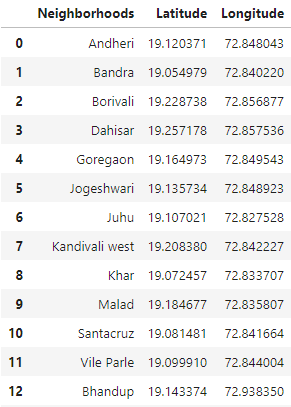 Neighborhoods Latitude Longitude
0 Andheri 19.120371 72.848043
1 Bandra 19.054979 72.840220
2 Borivali 19.228738 72.856877
3 Dahisar 19.257178 72.857536
4 Goregaon 19.164973 72.849543
5 Jogeshwari 19.135734 72.848923
6 Juhu 19.107021 72.827528
7 Kandivali west 19.208380 72.842227
8 Khar 19.072457 72.833707
9 Malad 19.184677 72.835807
10 Santacruz 19.081481 72.841664
11 Vile Parle 19.099910 72.844004
12 Bhandup 19.143374 72.938350